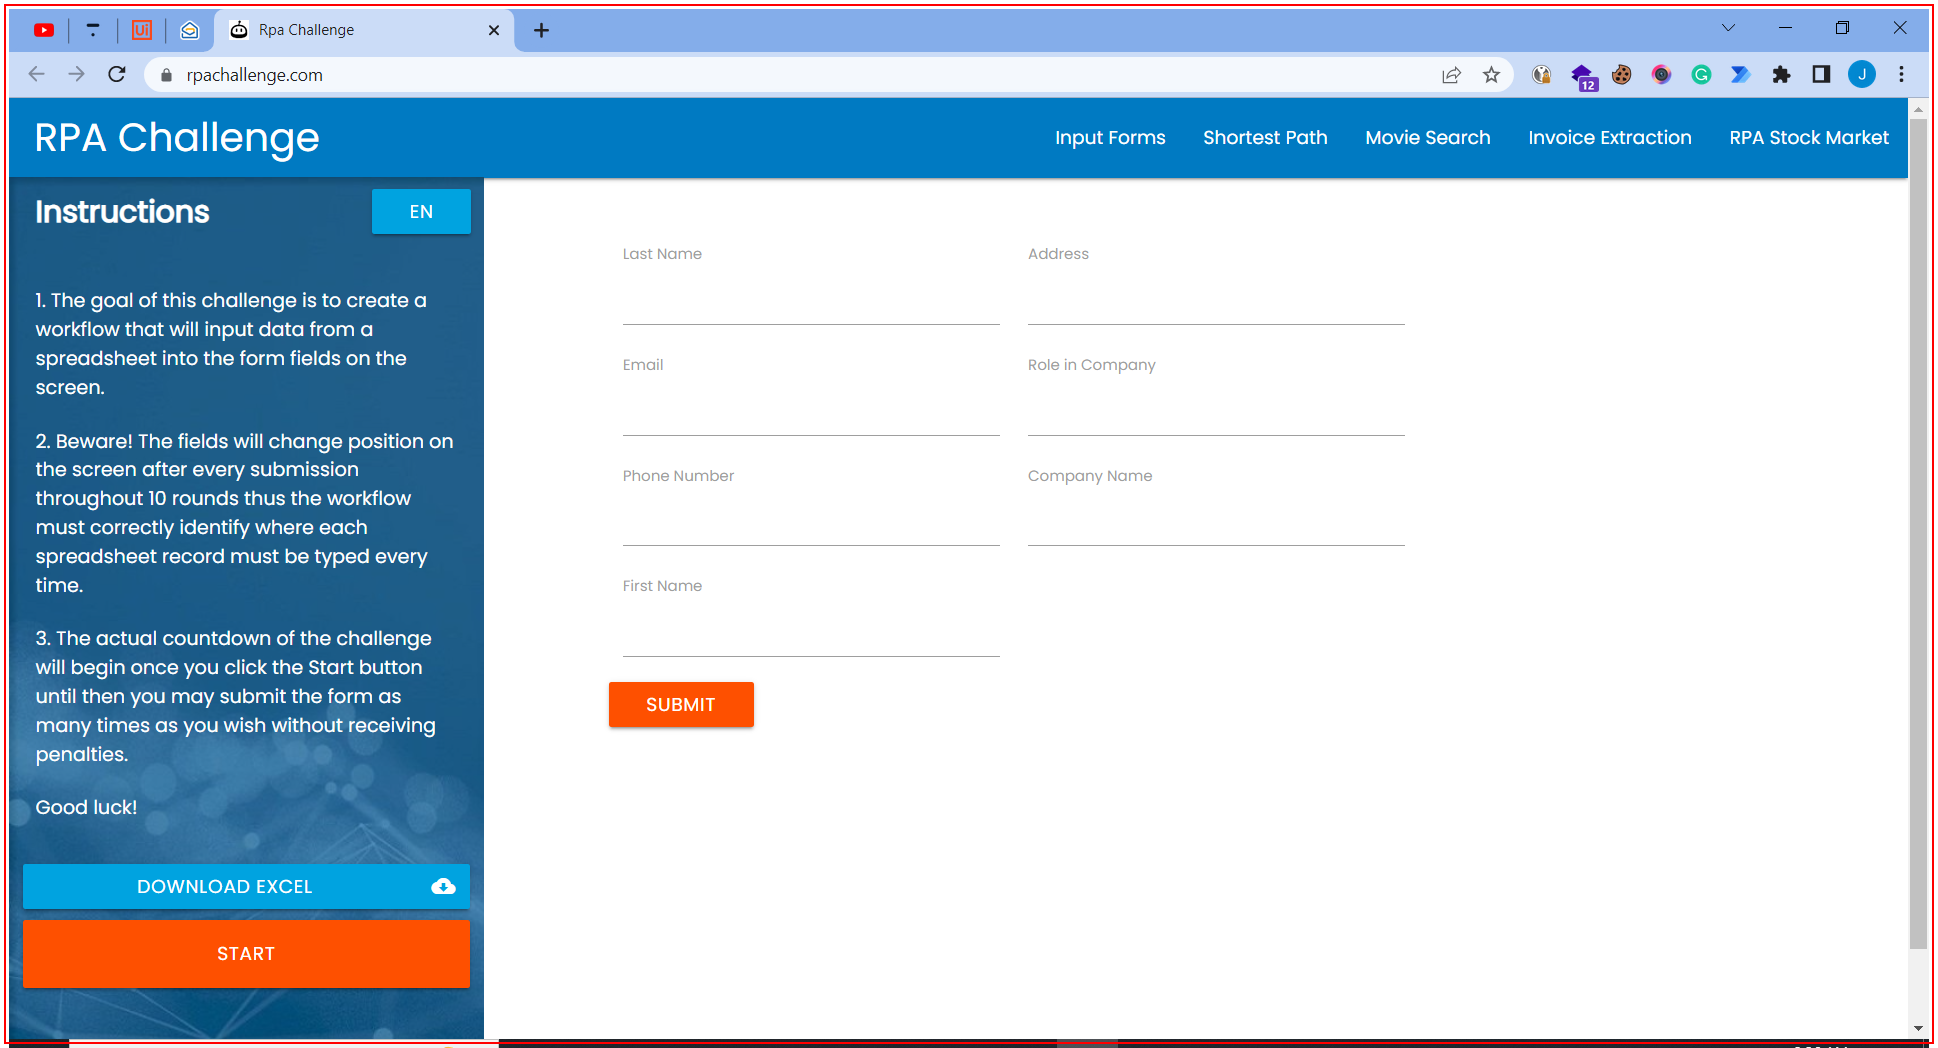 Ui
Rpa Challenge
rpachallenge.com
12
G
J
RPA Challenge
Input Forms
Shortest Path
Movie Search
Invoice Extraction
RPA Stock Market
Instructions
EN
1. The goal of this challenge is to create a
workflow that will input data from a
spreadsheet into the form fields on the
screen.
2. Beware! The fields will change position on
the screen after every submission
throughout 10 rounds thus the workflow
must correctly identify where each
spreadsheet record must be typed every
time.
3. The actual countdown of the challenge
will begin once you click the Start button
until then you may submit the form as
many times as you wish without receiving
penalties.
Good luck!
DOWNLOAD EXCEL
START
Last Name
Address
Email
Role in Company
Phone Number
Company Name
First Name
SUBMIT